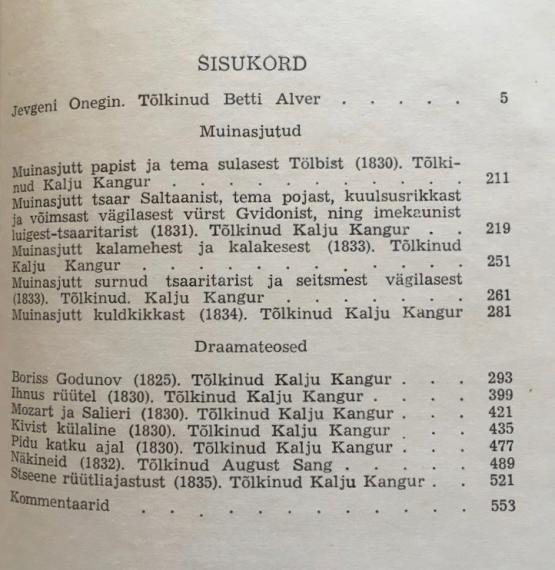 SISUKORD
Jevgeni Onegin. Tõlkinud Betti Alver . . . . . 5
Muinasjutud
Muinasjutt papist ja tema sulasest Tölbist (1830). Tõlki-
nud Kalju Kangur . . . . . . . . . . 211
Muinasjutt tsaar Saltaanist, tema pojast, kuulsusrikkast
ja võimsast vägilasest vürst Gvidonist, ning imekaunist
luigest-tsaaritarist (1831). Tõlkinud Kalju Kangur . . 219
Muinasjutt kalamehest ja kalakesest (1833). Tõlkinud
Kalju Kangur . . . . . . . . . . . 251
Muinasjutt surnud tsaaritarist ja seitsmest vägilasest
(1833). Tõlkinud. Kalju Kangur . . . . . . . 261
Muinasjutt kuldkikkast (1834). Tõlkinud Kalju Kangur 281
Draamateosed
Boriss Godunov (1825). Tõlkinud Kalju Kangur . . . 293
Ihnus rüütel (1830). Tõlkinud Kalju Kangur . . . . 399
Mozart ja Salieri (1830). Tõlkinud Kalju Kangur . . . 421
Kivist külaline (1830). Tõlkinud Kalju Kangur . . . 435
Pidu katku ajal (1830). Tõlkinud Kalju Kangur . . . 477
Näkineid (1832). Tõlkinud August Sang . . . . . 489
Stseene rüütliajastust (1835). Tõlkinud Kalju Kangur . . 521
Kommentaarid . . . . . . . . . . . . 553